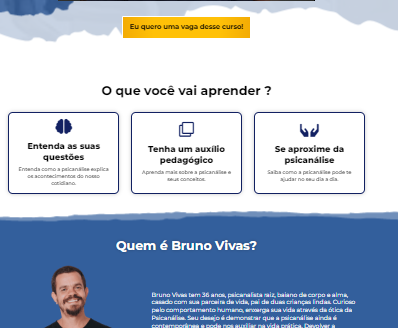 Eu quero uma vaga desse curso!
O que você vai aprender ?
Entenda as suas
questões
Entenda como a psicanálise explica
os acontecimentos do nosso
cotidiano.
Tenha um auxílio
pedagógico
Aprenda mais sobre a psicanálise e
seus conceitos.
Se aproxime da
psicanálise
Saiba como a psicanálise pode te
ajudar no seu dia a dia.
Quem é Bruno Vivas?
Bruno Vivas tem 36 anos, psicanalista raiz, baiano de corpo e alma,
casado com sua parceira de vida, pai de duas crianças lindas. Curioso
pelo comportamento humano, enxerga sua vida através da ótica da
Psicanálise. Seu desejo é demonstrar que a psicanálise ainda é
contemporânea e pode nos auxiliar na vida prática. Devolver a